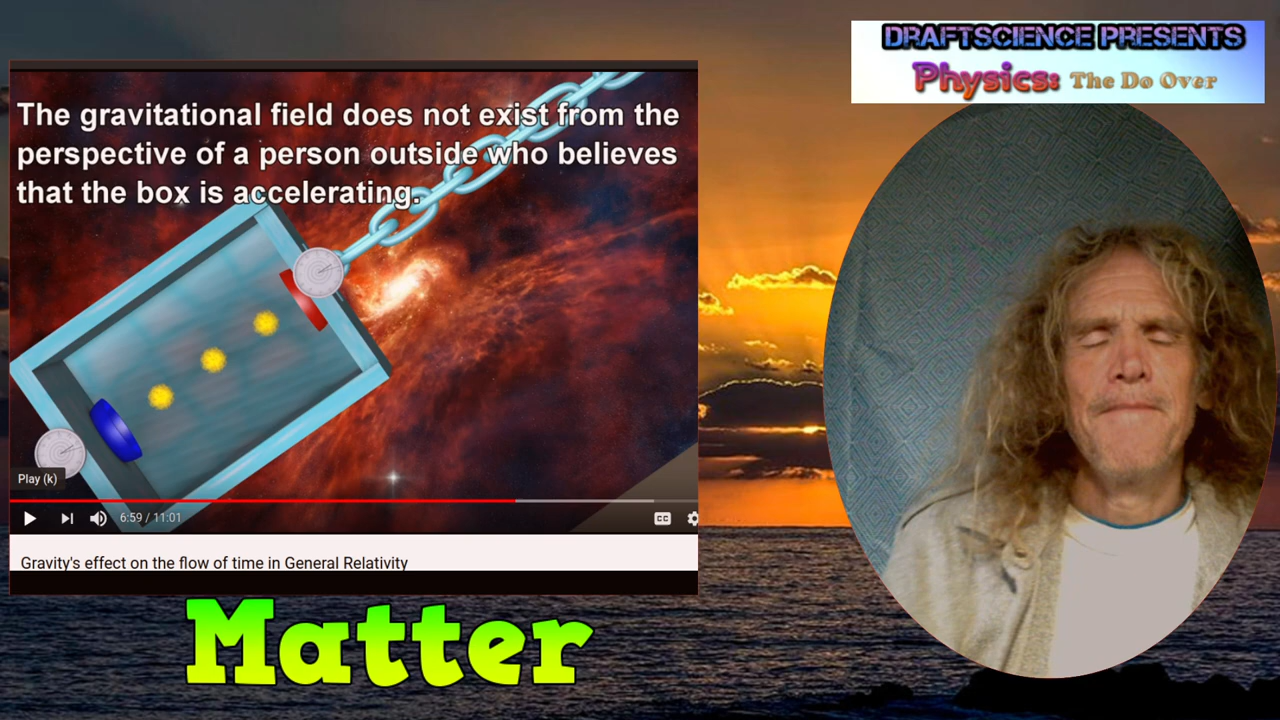 DRAFTSCIENCE PRESENTS
Physics: The Do Over
The gravitational field does not exist from the
perspective of a person outside who believes
that the box is accelerating.
Play (k)
6:59 / 11:01
CC
Gravity's effect on the flow of time in General Relativity
Matter